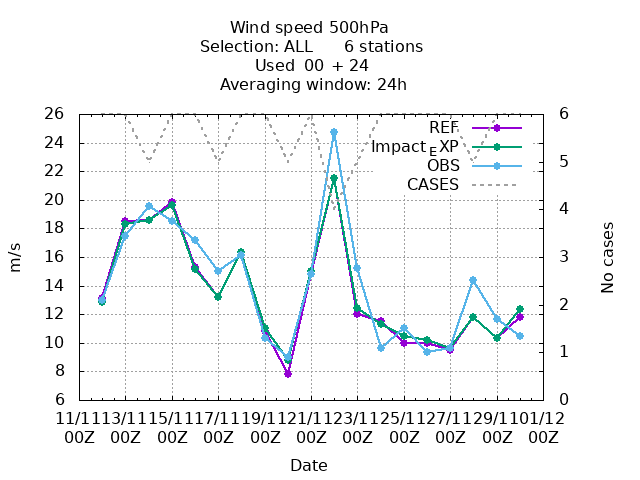 Wind speed 500hPa
Selection: ALL 6 stations
Used 00 + 24
Averaging window: 24h
26
24
22
20
18
16
14
12
10
8
6
m/s
REF
Impact_EXP
OBS
CASES
6
5
4
3
2
1
0
No cases
11/11 13/11 15/11 17/11 19/11 21/11 23/11 25/11 27/11 29/11 01/12
00Z 00Z 00Z 00Z 00Z 00Z 00Z 00Z 00Z 00Z 00Z
Date